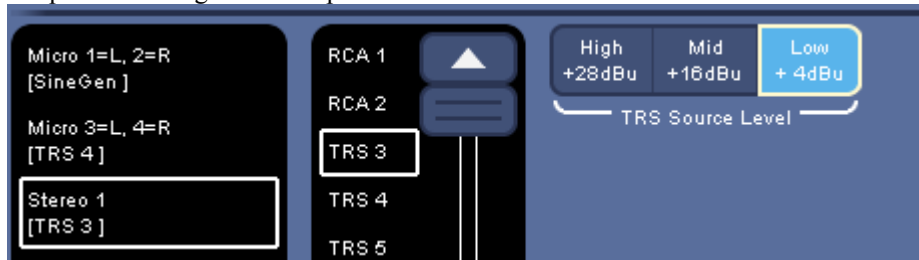 Micro 1=L, 2=R
[SineGen ]
Micro 3=L, 4=R
[TRS 4 ]
Stereo 1
[TRS 3 ]
RCA 1
RCA 2
TRS 3
TRS 4
TRS 5
High
+28dBu
Mid
+16dBu
Low
+ 4dBu
TRS Source Level